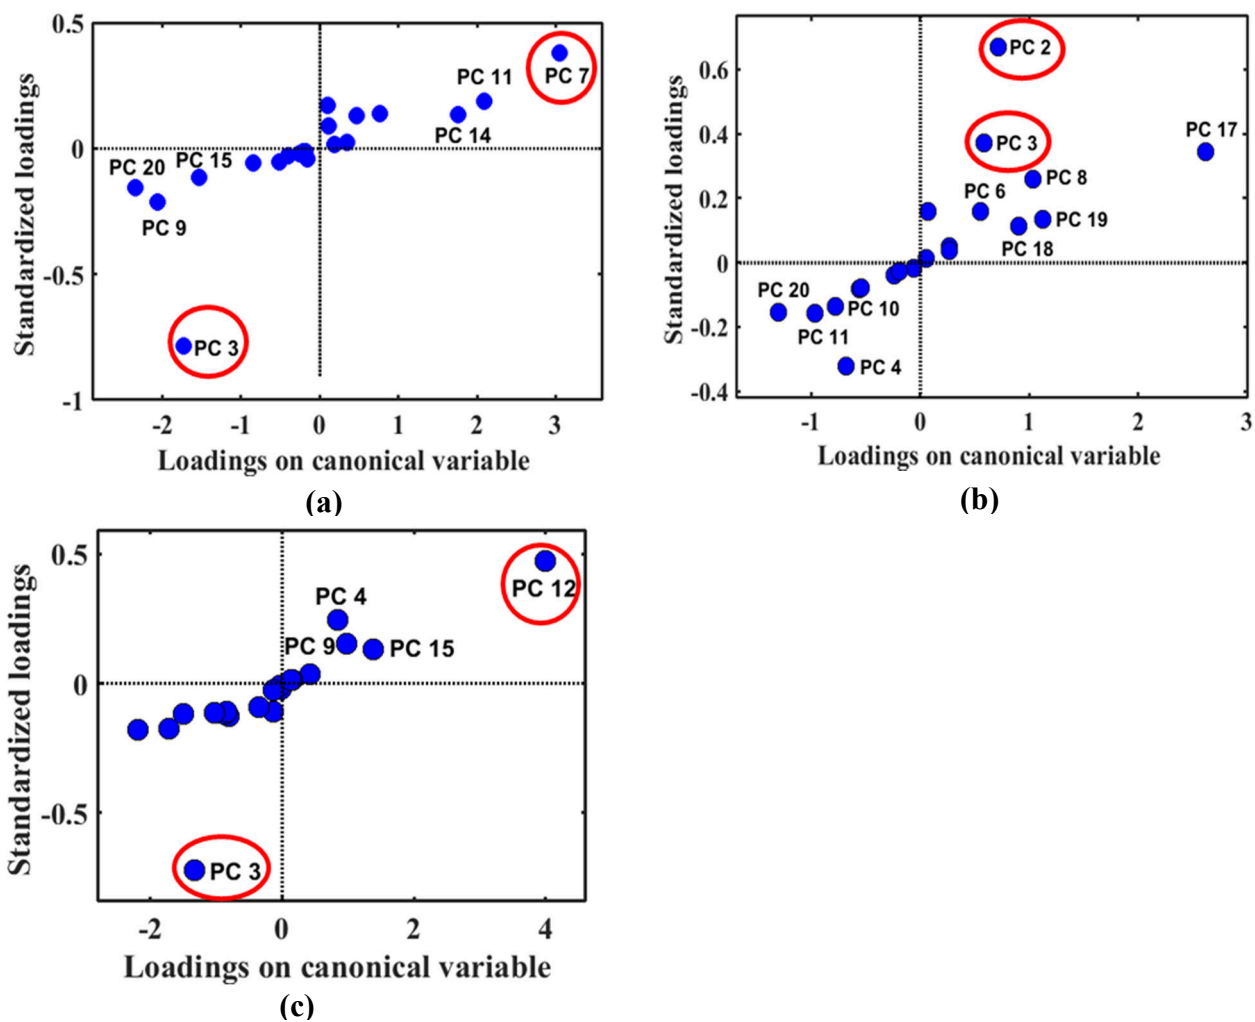 0.5
0
-0.5
-1
Standardized loadings
PC 7
PC 11
PC 14
PC 20
PC 15
PC 9
PC 3
-2
-1
0
1
2
3
Loadings on canonical variable
(a)
0.6
0.4
0.2
0
-0.2
-0.4
Standardized loadings
PC 2
PC 3
PC 17
PC 8
PC 6
PC 19
PC 18
PC 20
PC 10
PC 11
PC 4
-1
0
1
2
3
Loadings on canonical variable
(b)
0.5
0
-0.5
Standardized loadings
PC 12
PC 4
PC 9
PC 15
PC 3
-2
0
2
4
Loadings on canonical variable
(c)